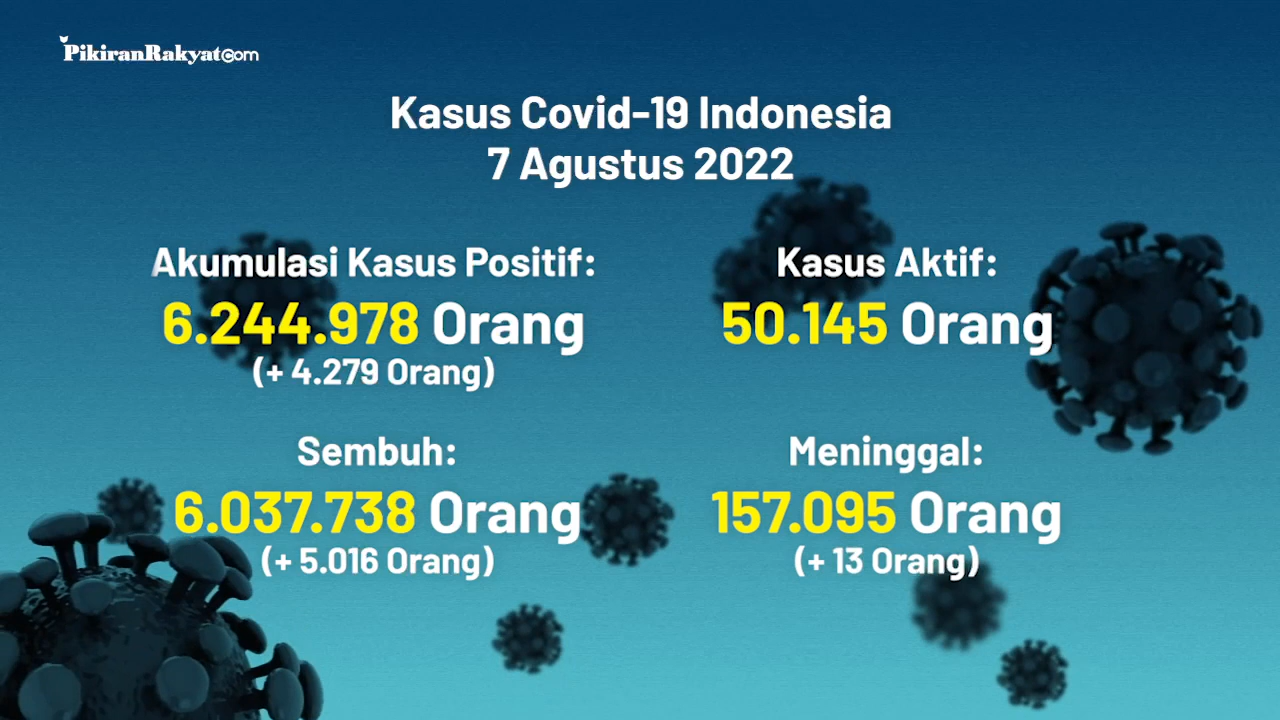 PikiranRakyat.com
Kasus Covid-19 Indonesia
7 Agustus 2022
Akumulasi Kasus Positif:
6.244.978 Orang
(+ 4.279 Orang)
Kasus Aktif:
50.145 Orang
Sembuh:
6.037.738 Orang
(+ 5.016 Orang)
Meninggal:
157.095 Orang
(+ 13 Orang)